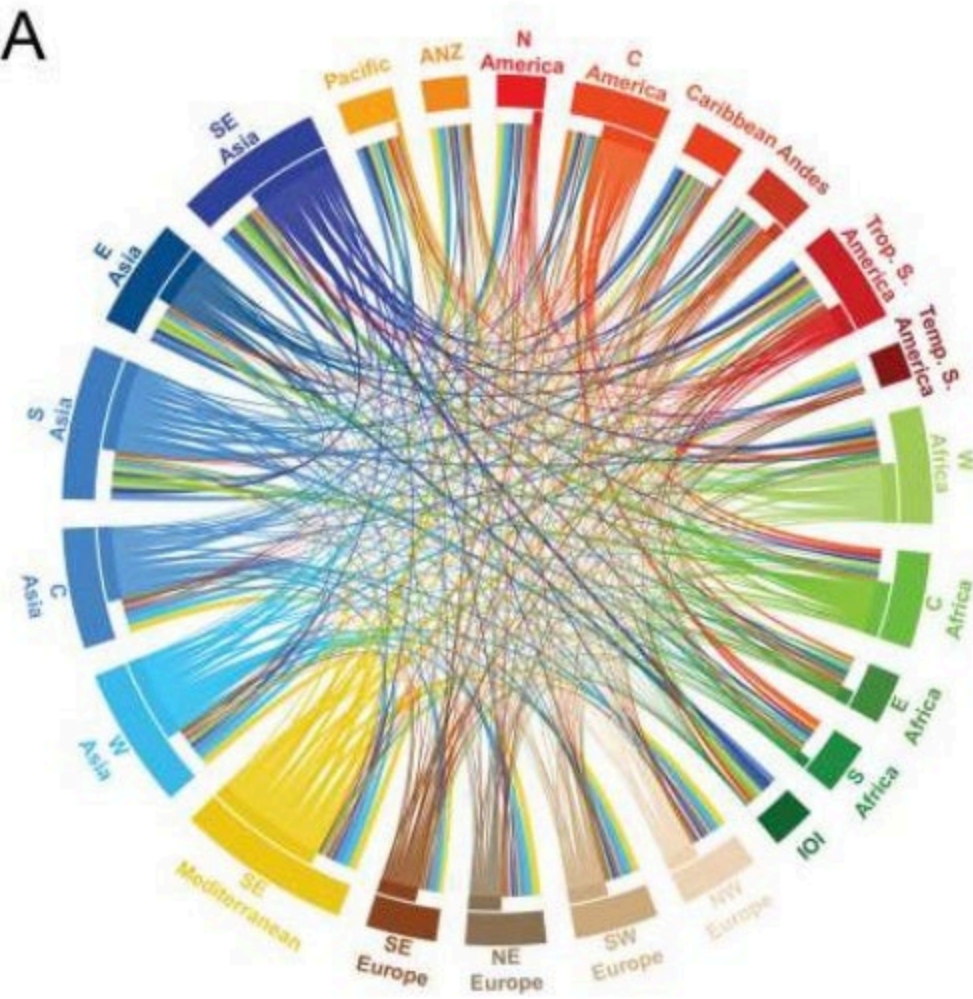 A
N
America
C
America
Caribbean
Andes
Trop. S.
America
Temp. S.
America
W
Africa
C
Africa
E
Africa
S
Africa
IOI
NW
Europe
SW
Europe
NE
Europe
SE
Europe
SE
Mediterranean
W
Asia
C
Asia
S
Asia
E
Asia
SE
Asia
Pacific
ANZ